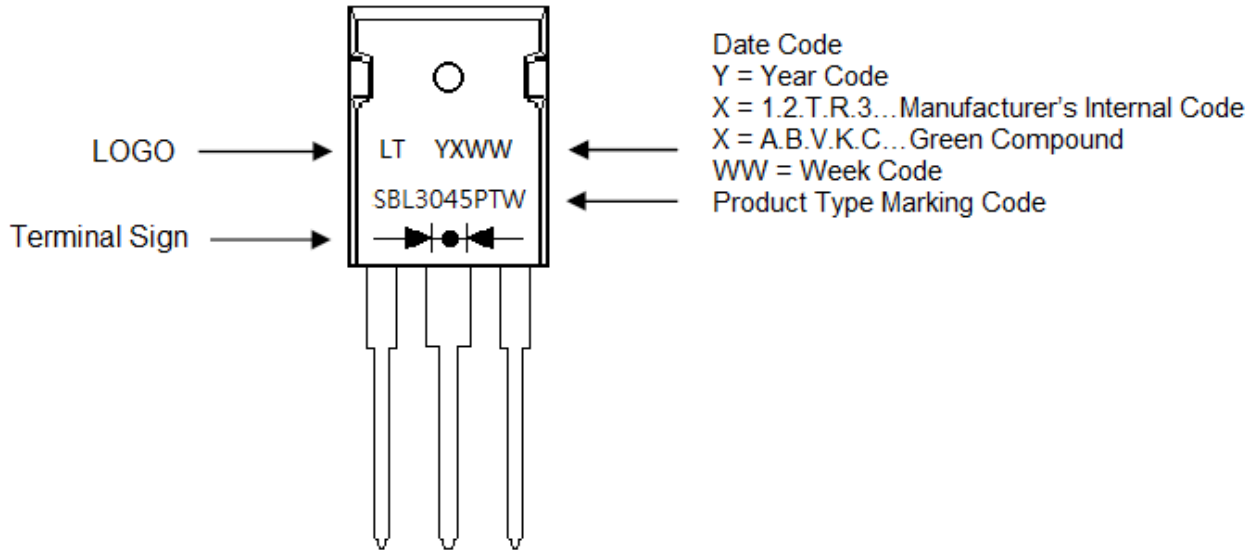 Date Code
Y = Year Code
X = 1.2.T.R.3...Manufacturer's Internal Code
X = A.B.V.K.C...Green Compound
WW = Week Code
Product Type Marking Code
LOGO
LT YXWW
SBL3045PTW
Terminal Sign